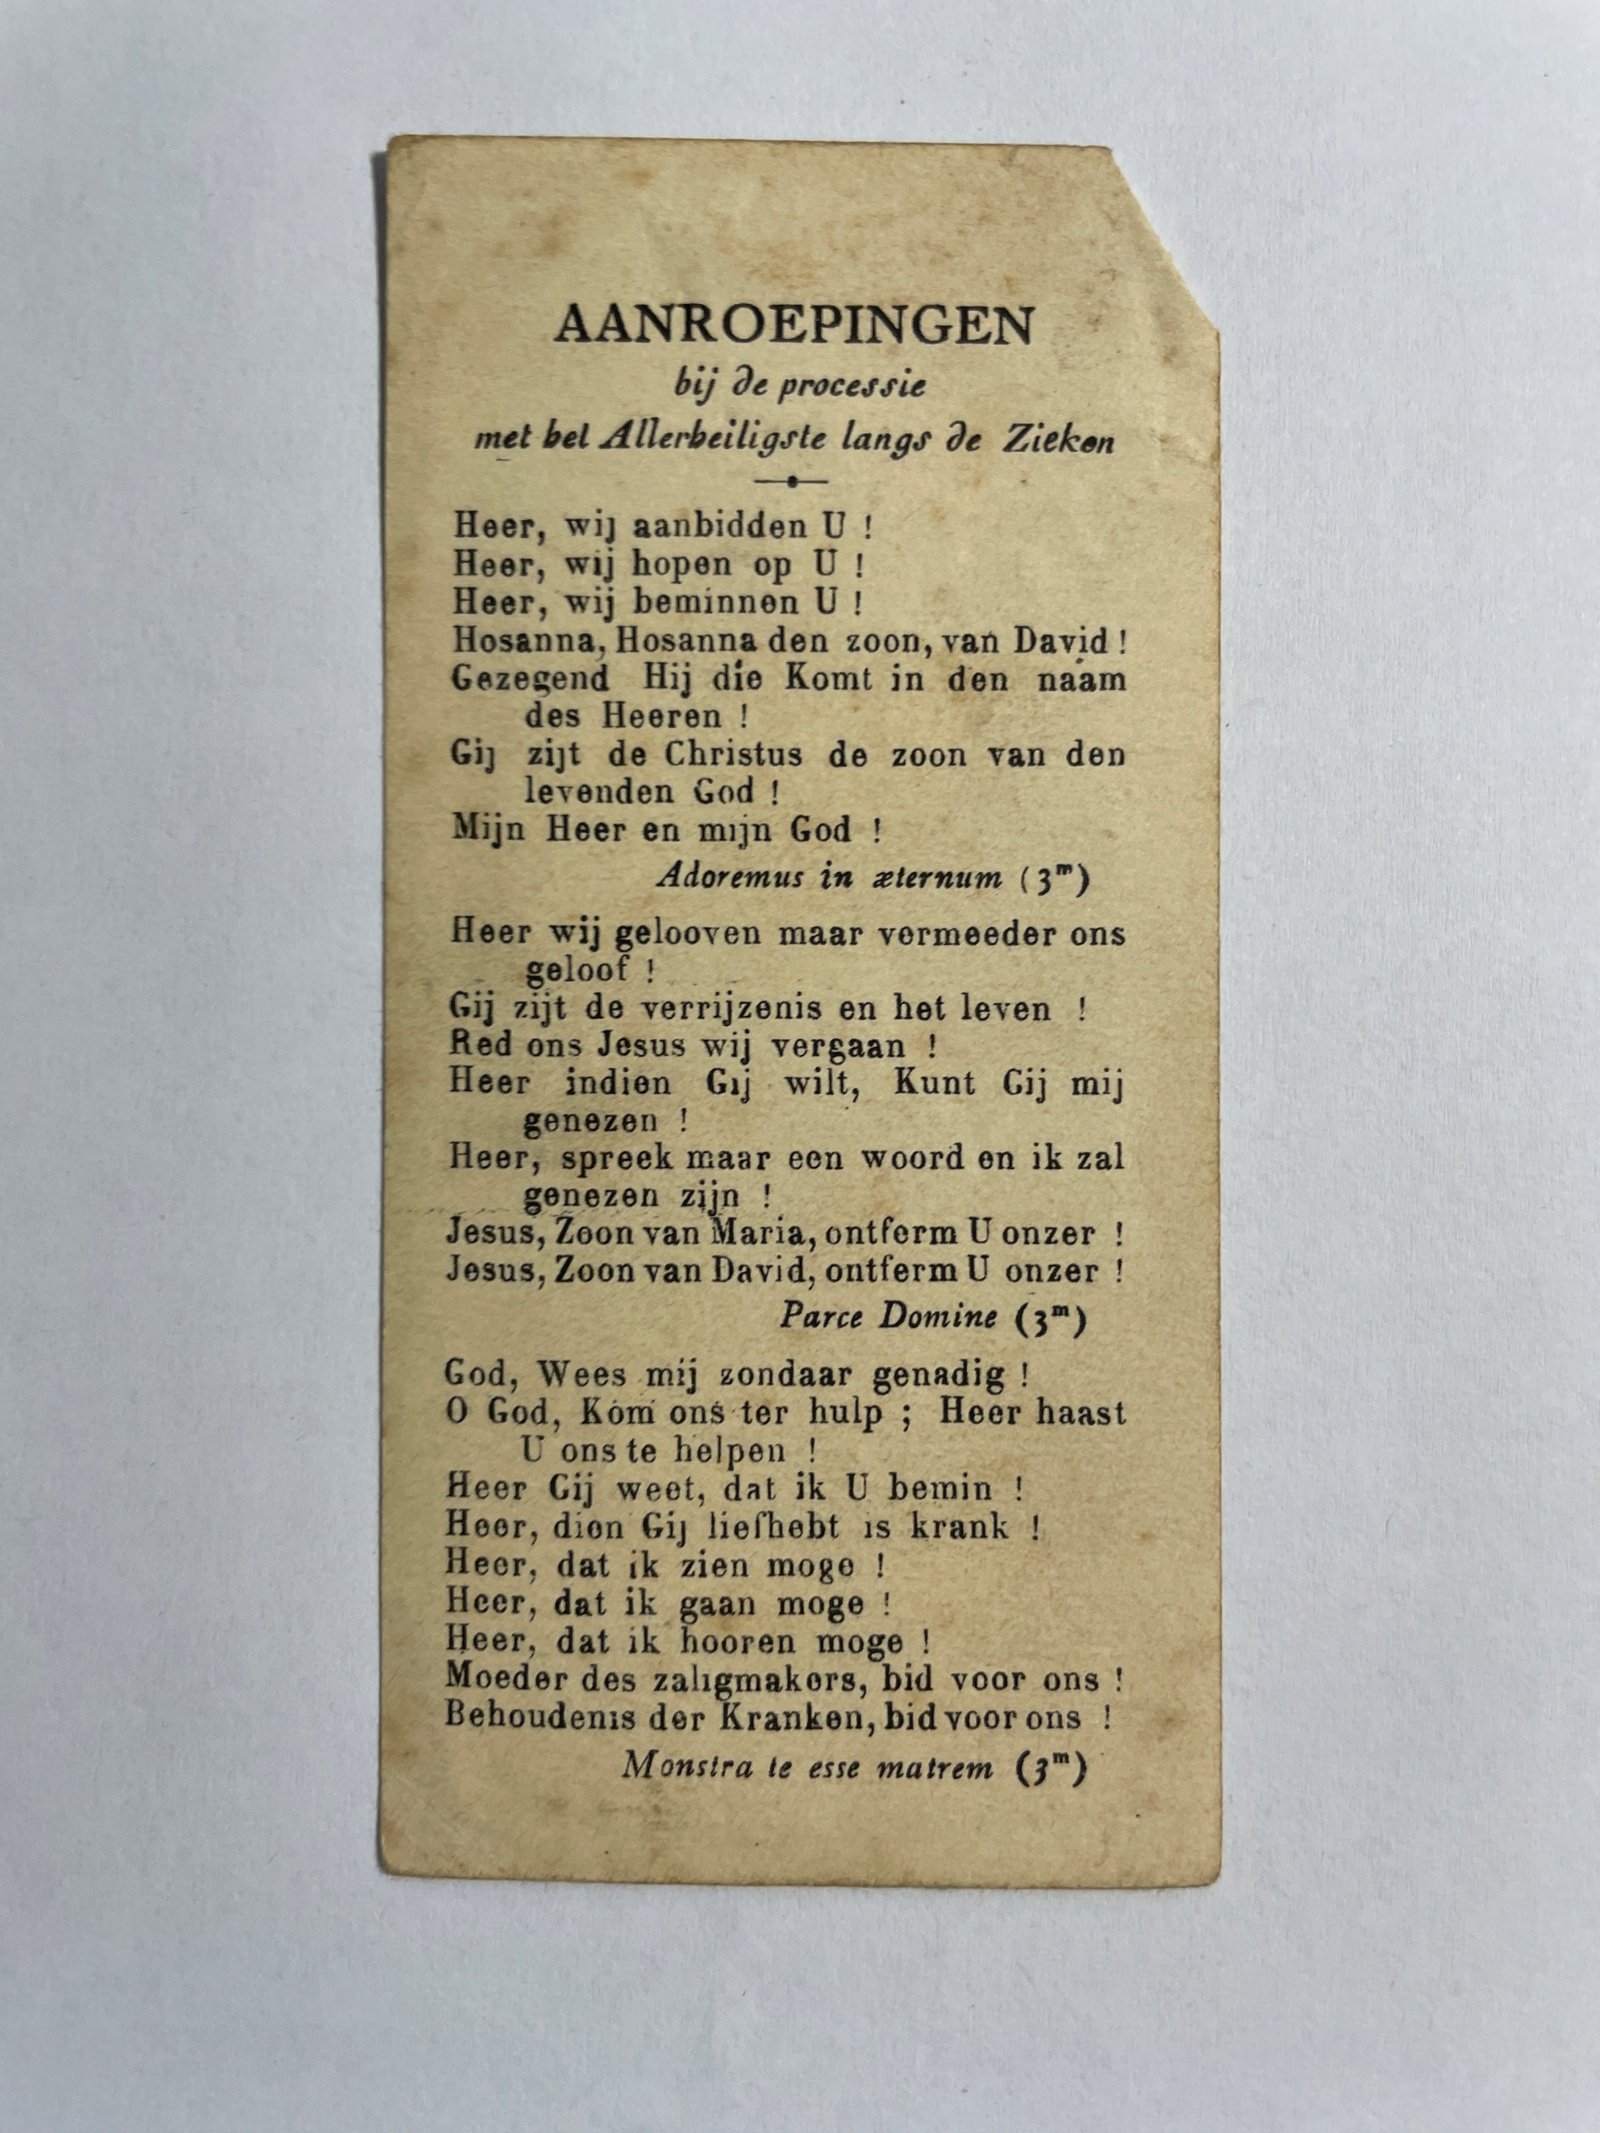 AANROEPINGEN
bij de processie
met het Allerheiligste langs de Zieken
Heer, wij aanbidden U !
Heer, wij hopen op U !
Heer, wij beminnen U !
Hosanna, Hosanna den zoon, van David !
Gezegend Hij die Komt in den naam
des Heeren !
Gij zijt de Christus de zoon van den
levenden God !
Mijn Heer en mijn God !
Adoremus in æternum (3m)
Heer wij gelooven maar vermeeder ons
geloof !
Gij zijt de verrijzenis en het leven !
Red ons Jesus wij vergaan !
Heer indien Gij wilt, Kunt Gij mij
genezen !
Heer, spreek maar een woord en ik zal
genezen zijn !
Jesus, Zoon van Maria, ontferm U onzer !
Jesus, Zoon van David, ontferm U onzer !
Parce Domine (3m)
God, Wees mij zondaar genadig !
O God, Kom ons ter hulp ; Heer haast
U ons te helpen !
Heer Gij weet, dat ik U bemin !
Heer, dien Gij liefhebt is krank !
Heer, dat ik zien moge !
Heer, dat ik gaan moge !
Heer, dat ik hooren moge !
Moeder des zaligmakers, bid voor ons !
Behoudenis der Kranken, bid voor ons !
Monstra te esse matrem (3m)